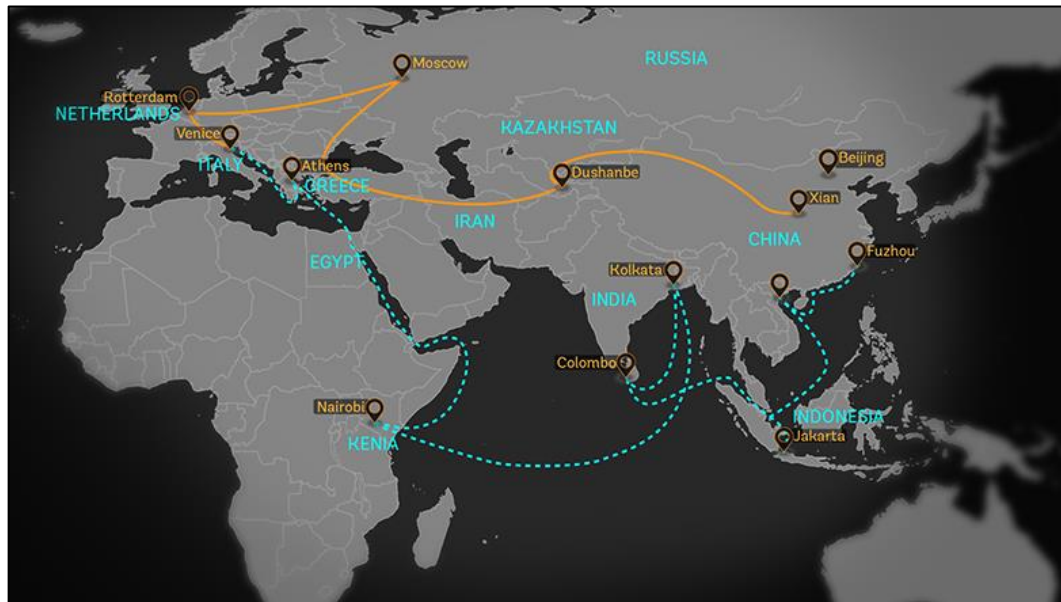 Moscow
RUSSIA
Rotterdam
NETHERLANDS
Venice
ITALY
Athens
GREECE
KAZAKHSTAN
Dushanbe
Beijing
Xian
IRAN
CHINA
EGYPT
Fuzhou
Kolkata
INDIA
Colombo
Nairobi
KENIA
INDONESIA
Jakarta